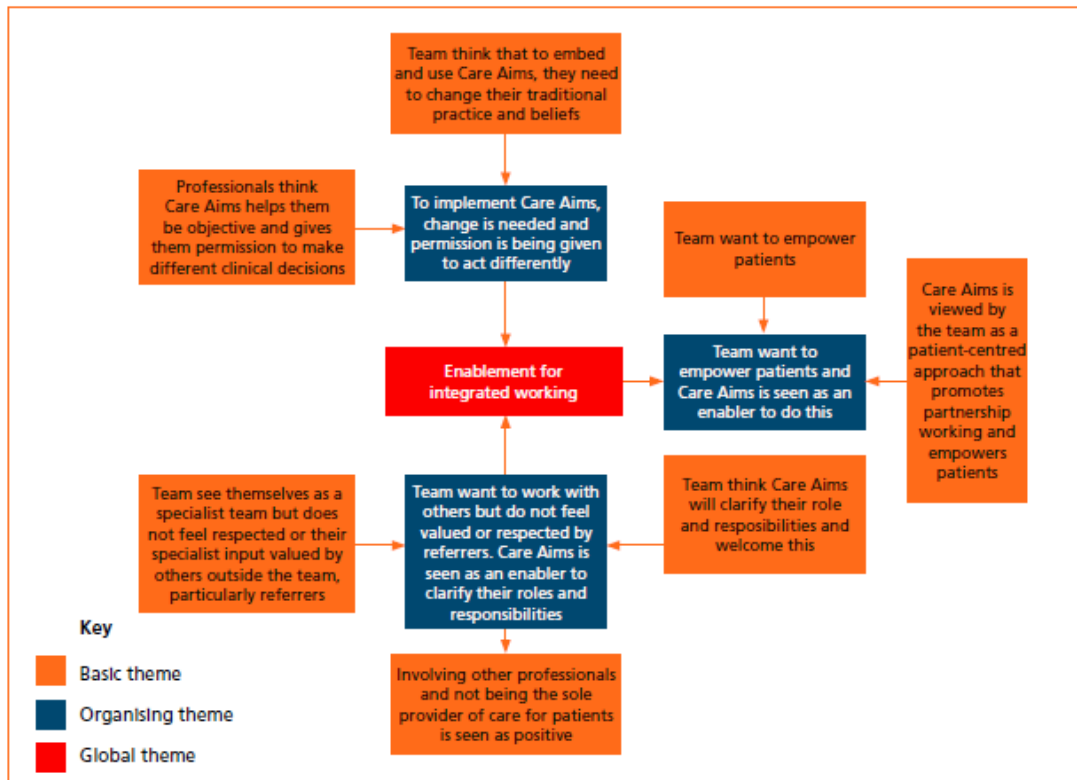 Team think that to embed
and use Care Aims, they need
to change their traditional
practice and beliefs
Professionals think
Care Aims helps them
be objective and gives
them permission to make
different clinical decisions
To implement Care Aims,
change is needed and
permission is being given
to act differently
Team want to empower
patients
Care Aims is
viewed by
the team as a
patient-centred
approach that
promotes
partnership
working and
empowers
patients
Enablement for
integrated working
Team want to
empower patients and
Care Aims is seen as an
enabler to do this
Team see themselves as a
specialist team but does
not feel respected or their
specialist input valued by
others outside the team,
particularly referrers
Team want to work with
others but do not feel
valued or respected by
referrers. Care Aims is
seen as an enabler to
clarify their roles and
responsibilities
Team think Care Aims
will clarify their role
and resposibilities and
welcome this
Involving other professionals
and not being the sole
provider of care for patients
is seen as positive
Key
Basic theme
Organising theme
Global theme